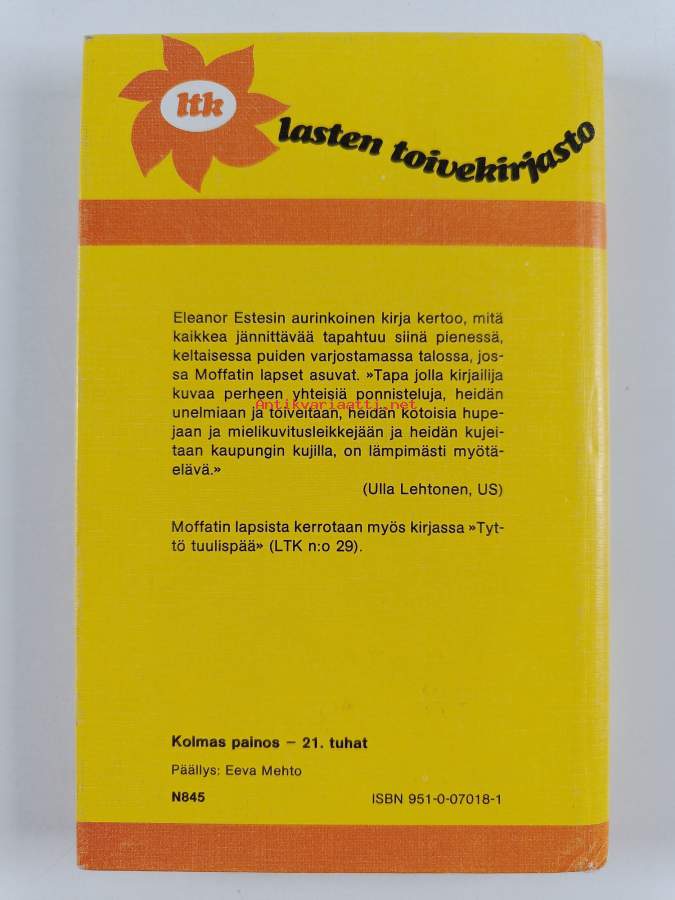 ltk
lasten toivekirjasto
Eleanor Estesin aurinkoinen kirja kertoo, mitä
kaikkea jännittävää tapahtuu siinä pienessä,
keltaisessa puiden varjostamassa talossa, jos-
sa Moffatin lapset asuvat. »Tapa jolla kirjailija
kuvaa perheen yhteisiä ponnisteluja, heidän
Antikvariaatti.net
unelmiaan ja toiveitaan, heidän kotoisia hupe-
jaan ja mielikuvitusleikkejään ja heidän kujei-
taan kaupungin kujilla, on lämpimästi myötä-
elävä.»
(Ulla Lehtonen, US)
Moffatin lapsista kerrotaan myös kirjassa »Tyt-
tö tuulispää» (LTK n:o 29).
Kolmas painos – 21. tuhat
Päällys: Eeva Mehto
N845 ISBN 951-0-07018-1